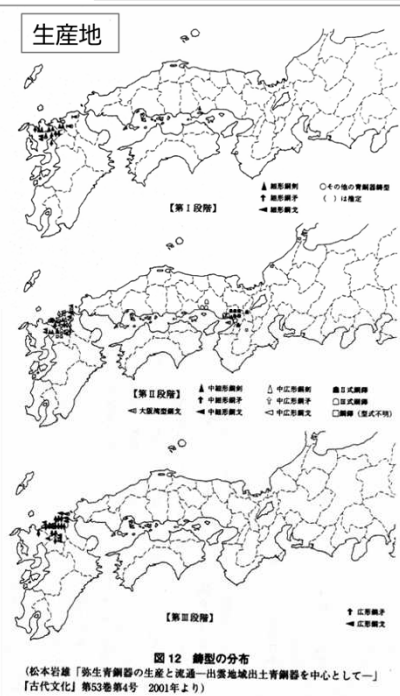 生産地
細形銅剣
細形銅矛
細形銅戈
○その他の青銅器鋳型
( )は推定
【第Ⅰ段階】
中細形銅剣
中細形銅矛
中細形銅戈
中広形銅剣
中広形銅矛
中広形銅戈
Ⅱ式銅鐸
Ⅲ式銅鐸
銅鐸(型式不明)
【第Ⅱ段階】
大阪湾型銅戈
広形銅矛
広形銅戈
【第Ⅲ段階】
図12 鋳型の分布
(松本岩雄「弥生青銅器の生産と流通―出雲地域出土青銅器を中心として―」
『古代文化』第53巻第4号 2001年より)